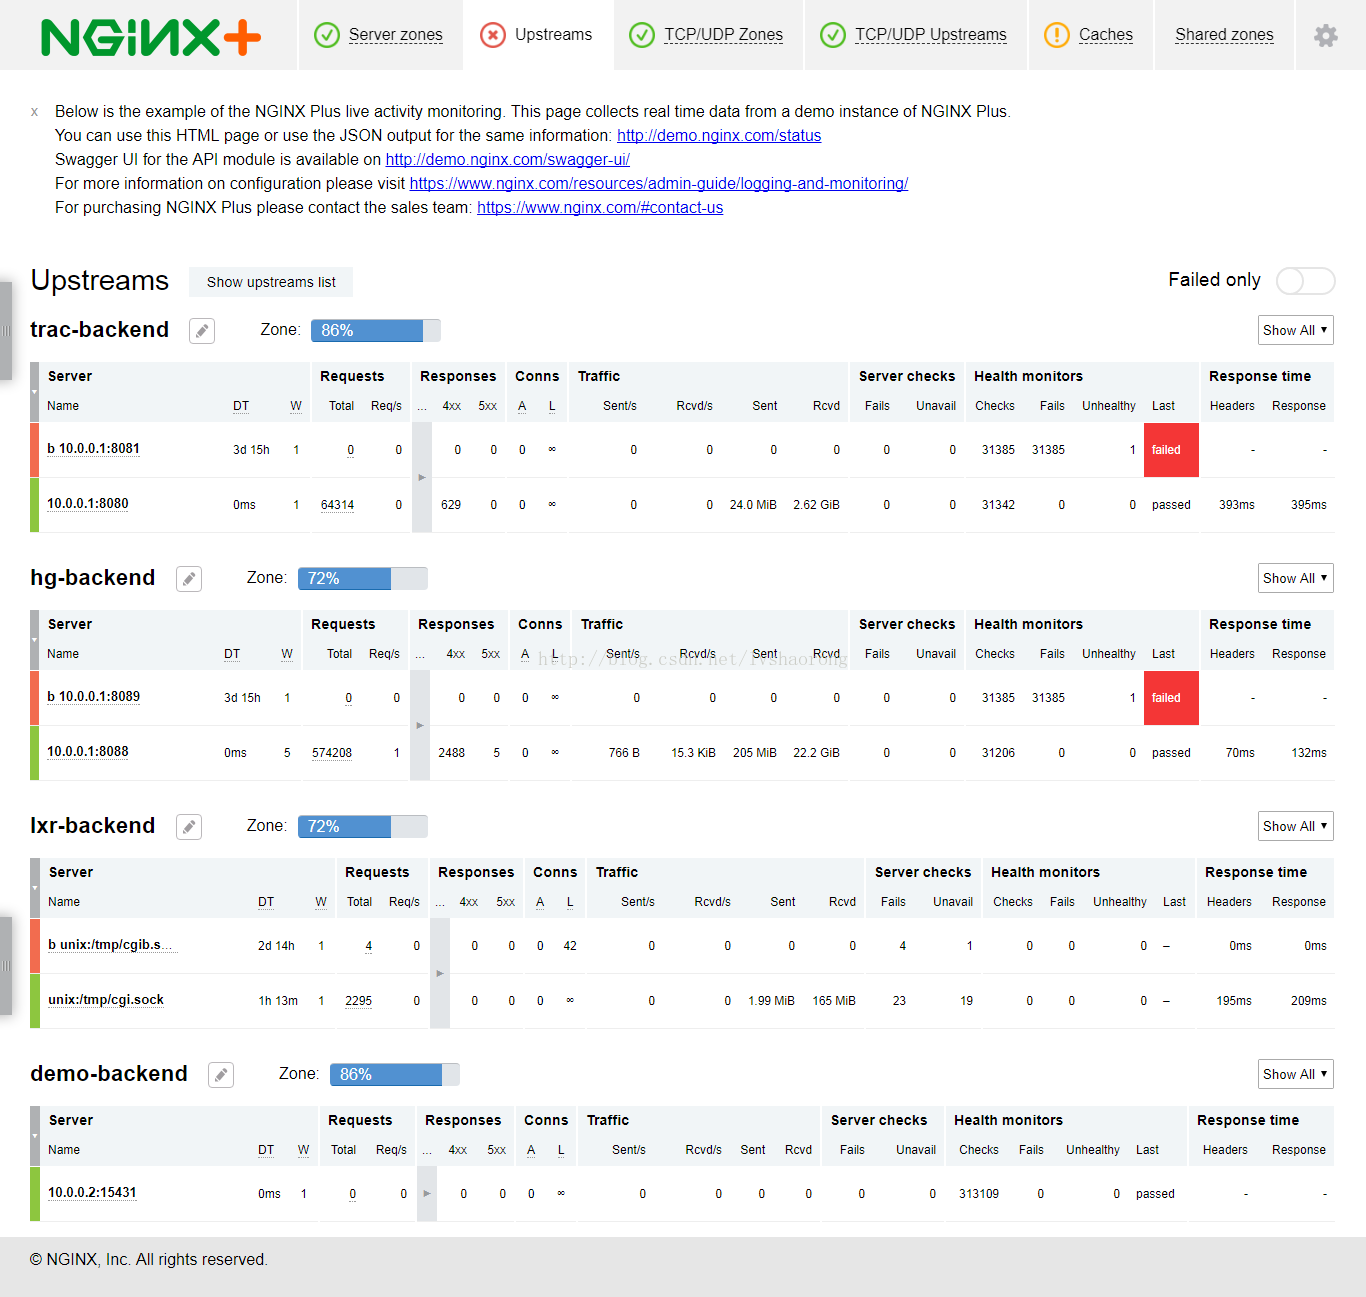 NGINX+
Server zones
Upstreams
TCP/UDP Zones
TCP/UDP Upstreams
Caches
Shared zones
x
Below is the example of the NGINX Plus live activity monitoring. This page collects real time data from a demo instance of NGINX Plus.
You can use this HTML page or use the JSON output for the same information: http://demo.nginx.com/status
Swagger UI for the API module is available on http://demo.nginx.com/swagger-ui/
For more information on configuration please visit https://www.nginx.com/resources/admin-guide/logging-and-monitoring/
For purchasing NGINX Plus please contact the sales team: https://www.nginx.com/#contact-us
Upstreams Show upstreams list Failed only
trac-backend Zone: 86% Show All
Server Requests Responses Conns Traffic Server checks Health monitors Response time
Name DT W Total Req/s ... 4xx 5xx A L Sent/s Rcvd/s Sent Rcvd Fails Unavail Checks Fails Unhealthy Last Headers Response
b 10.0.0.1:8081 3d 15h 1 0 0 0 0 0 ∞ 0 0 0 0 0 0 31385 31385 1 failed - -
10.0.0.1:8080 0ms 1 64314 0 629 0 0 ∞ 0 0 24.0 MiB 2.62 GiB 0 0 31342 0 0 passed 393ms 395ms
hg-backend Zone: 72% Show All
Server Requests Responses Conns Traffic Server checks Health monitors Response time
Name DT W Total Req/s ... 4xx 5xx A L Sent/s Rcvd/s Sent Rcvd Fails Unavail Checks Fails Unhealthy Last Headers Response
http://blog.csdn.net/lvshaorong
b 10.0.0.1:8089 3d 15h 1 0 0 0 0 0 ∞ 0 0 0 0 0 0 31385 31385 1 failed - -
10.0.0.1:8088 0ms 5 574208 1 2488 5 0 ∞ 766 B 15.3 KiB 205 MiB 22.2 GiB 0 0 31206 0 0 passed 70ms 132ms
lxr-backend Zone: 72% Show All
Server Requests Responses Conns Traffic Server checks Health monitors Response time
Name DT W Total Req/s ... 4xx 5xx A L Sent/s Rcvd/s Sent Rcvd Fails Unavail Checks Fails Unhealthy Last Headers Response
b unix:/tmp/cgib.s... 2d 14h 1 4 0 0 0 0 42 0 0 0 0 4 1 0 0 0 – 0ms 0ms
unix:/tmp/cgi.sock 1h 13m 1 2295 0 0 0 0 ∞ 0 0 1.99 MiB 165 MiB 23 19 0 0 0 – 195ms 209ms
demo-backend Zone: 86% Show All
Server Requests Responses Conns Traffic Server checks Health monitors Response time
Name DT W Total Req/s ... 4xx 5xx A L Sent/s Rcvd/s Sent Rcvd Fails Unavail Checks Fails Unhealthy Last Headers Response
10.0.0.2:15431 0ms 1 0 0 0 0 0 ∞ 0 0 0 0 0 0 313109 0 0 passed - -
© NGINX, Inc. All rights reserved.